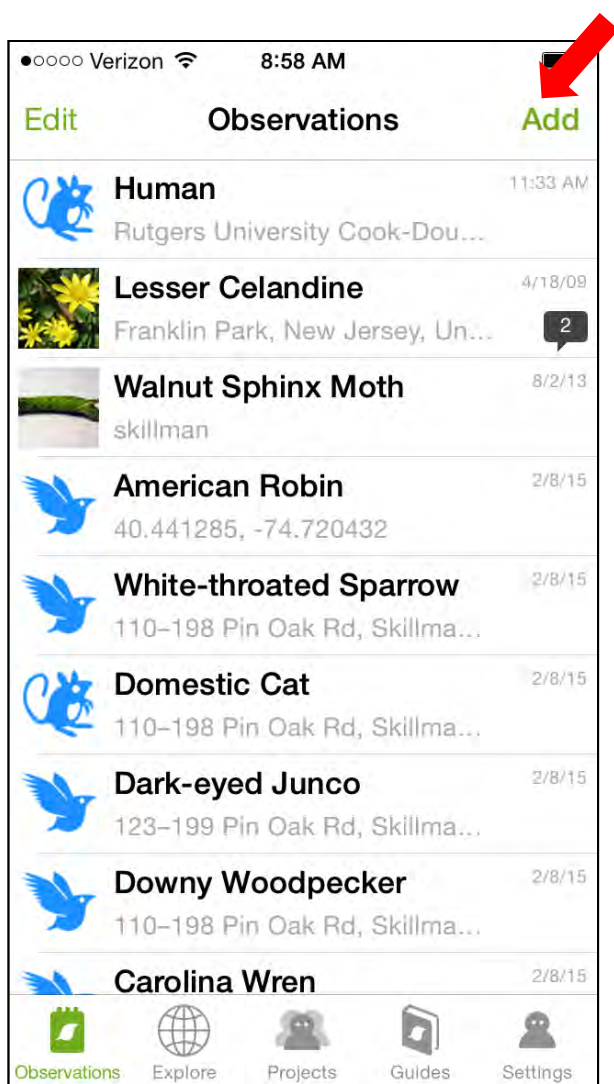 Verizon 8:58 AM
Edit Observations Add
Human 11:33 AM
Rutgers University Cook-Dou...
Lesser Celandine 4/18/09
Franklin Park, New Jersey, Un... 2
Walnut Sphinx Moth 8/2/13
skillman
American Robin 2/8/15
40.441285, -74.720432
White-throated Sparrow 2/8/15
110–198 Pin Oak Rd, Skillma...
Domestic Cat 2/8/15
110–198 Pin Oak Rd, Skillma...
Dark-eyed Junco 2/8/15
123–199 Pin Oak Rd, Skillma...
Downy Woodpecker 2/8/15
110–198 Pin Oak Rd, Skillma...
Carolina Wren 2/8/15
Observations Explore Projects Guides Settings